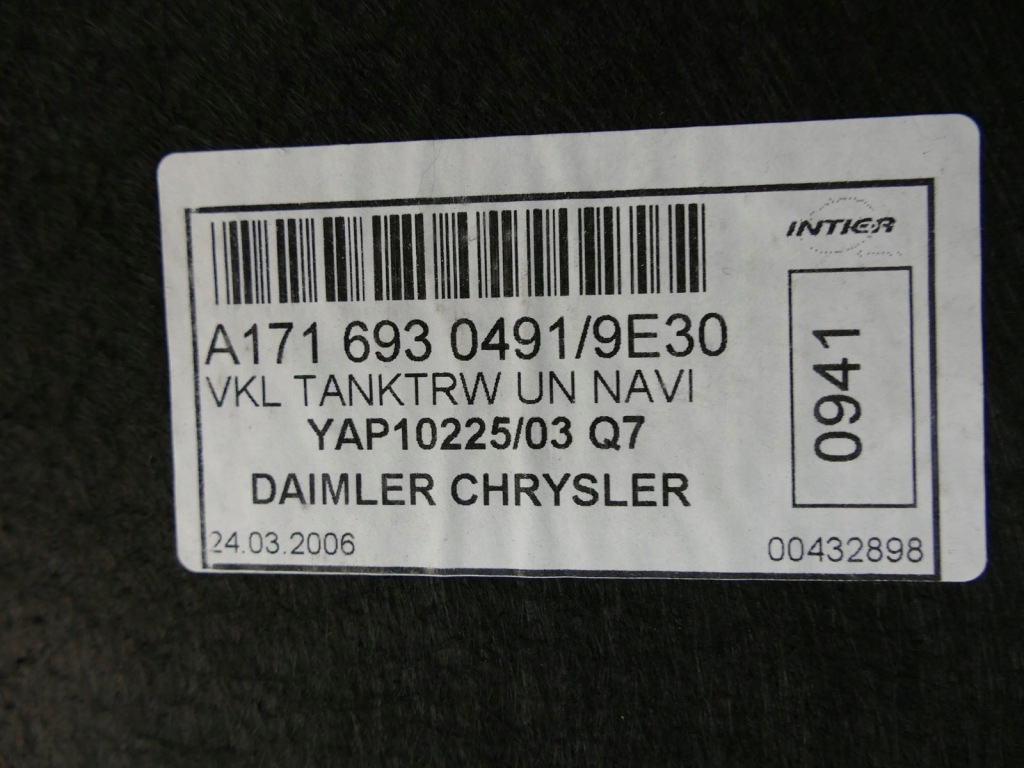 INTIER
A171 693 0491/9E30
VKL TANKTRW UN NAVI
YAP10225/03 Q7
DAIMLER CHRYSLER
0941
24.03.2006
00432898